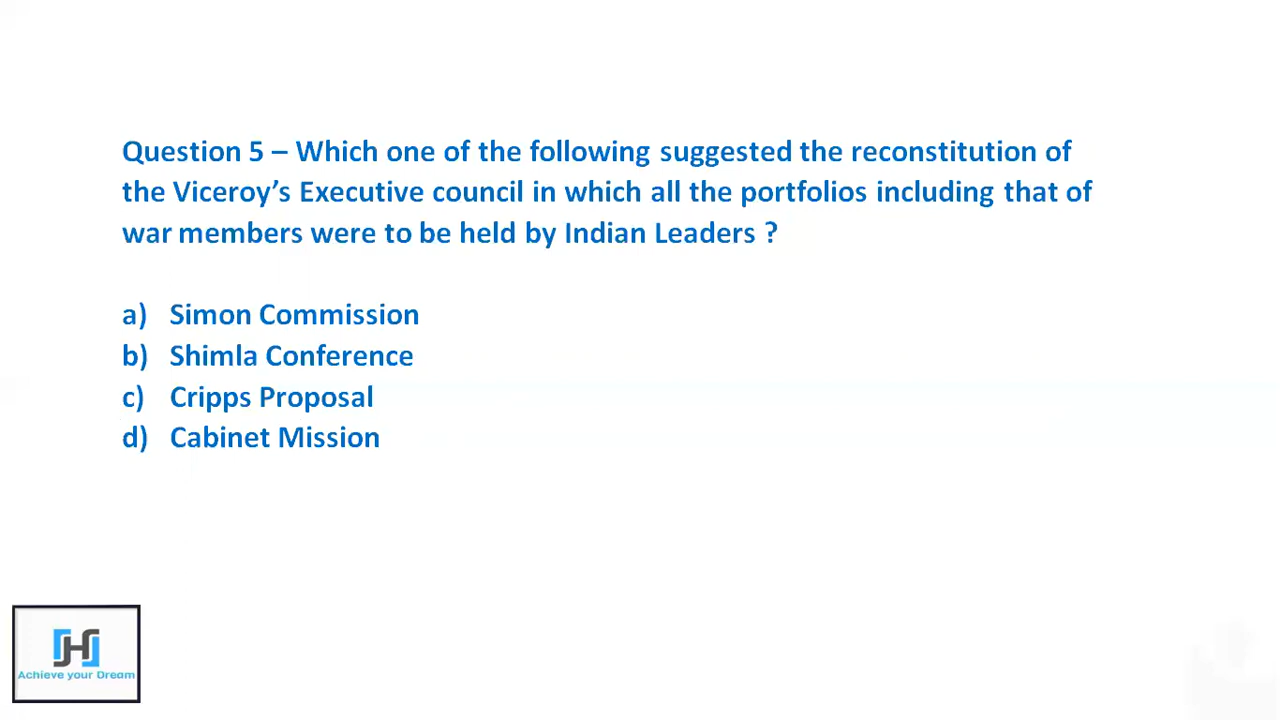 Question 5 – Which one of the following suggested the reconstitution of
the Viceroy’s Executive council in which all the portfolios including that of
war members were to be held by Indian Leaders ?
a) Simon Commission
b) Shimla Conference
c) Cripps Proposal
d) Cabinet Mission
Achieve your Dream